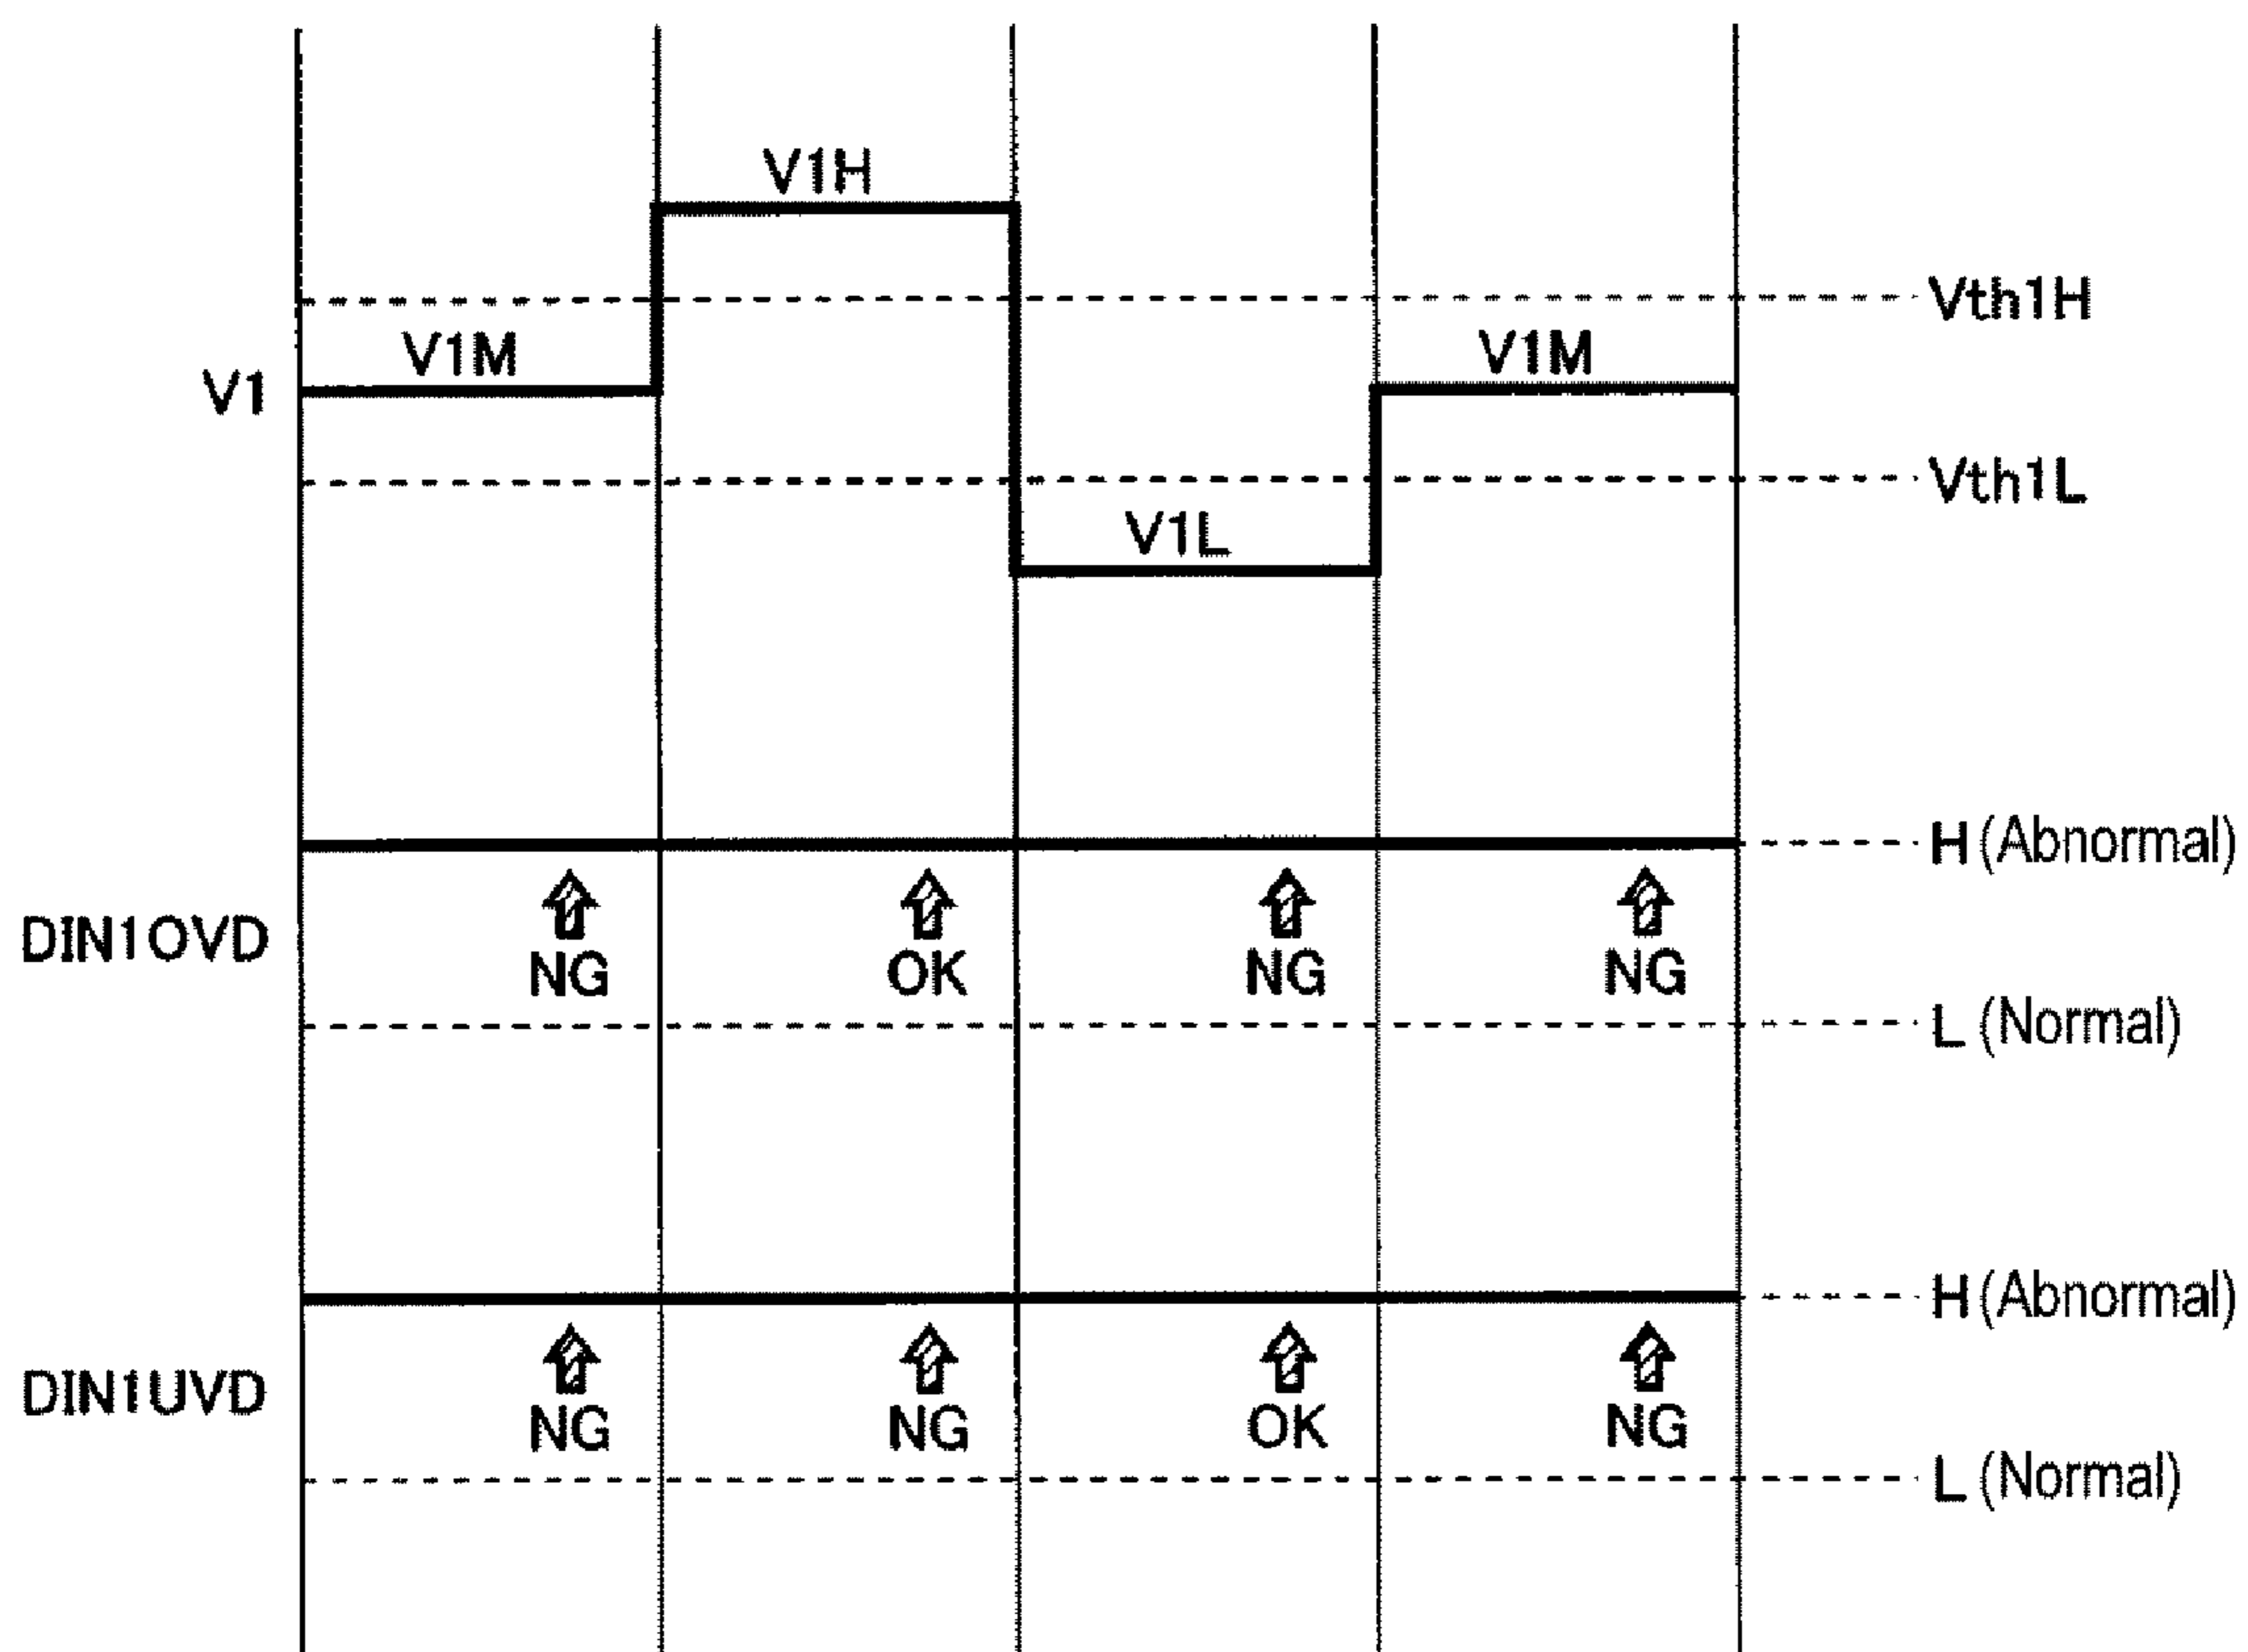 V1H
Vth1H
V1M
V1M
V1
Vth1L
V1L
H (Abnormal)
DIN1OVD
NG
OK
NG
NG
L (Normal)
H (Abnormal)
DIN1UVD
NG
NG
OK
NG
L (Normal)